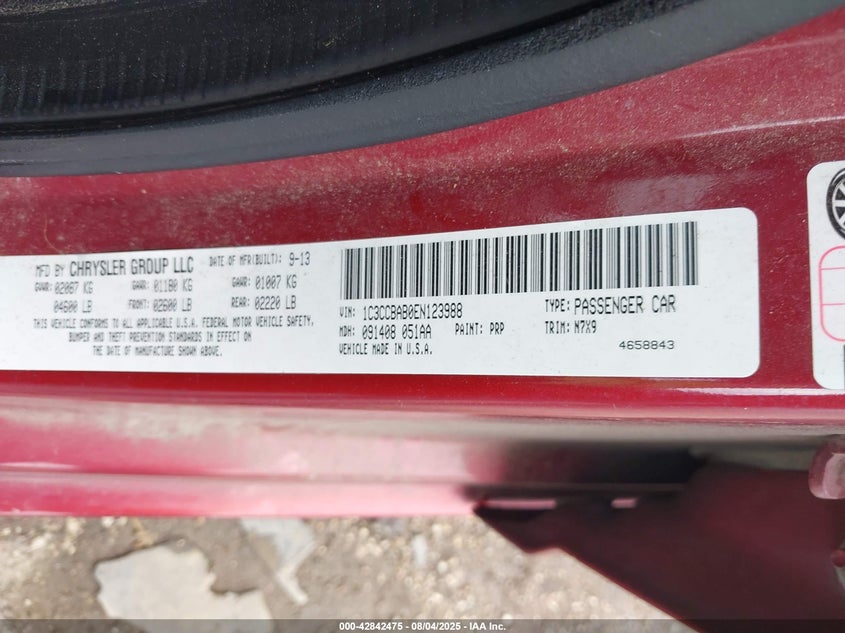 MFD BY CHRYSLER GROUP LLC DATE OF MFR(BUILT): 9-13
GVWR: 02087 KG GAWR: 01180 KG GAWR: 01007 KG
04600 LB FRONT: 02600 LB REAR: 02220 LB
THIS VEHICLE CONFORMS TO ALL APPLICABLE U.S.A. FEDERAL MOTOR VEHICLE SAFETY,
BUMPER AND THEFT PREVENTION STANDARDS IN EFFECT ON
THE DATE OF MANUFACTURE SHOWN ABOVE.
VIN: 1C3CCBAB0EN123988 TYPE: PASSENGER CAR
MDH: 091408 051AA PAINT: PRP TRIM: N7X9
VEHICLE MADE IN U.S.A. 4658843
000-42842475 - 08/04/2025 - IAA Inc.